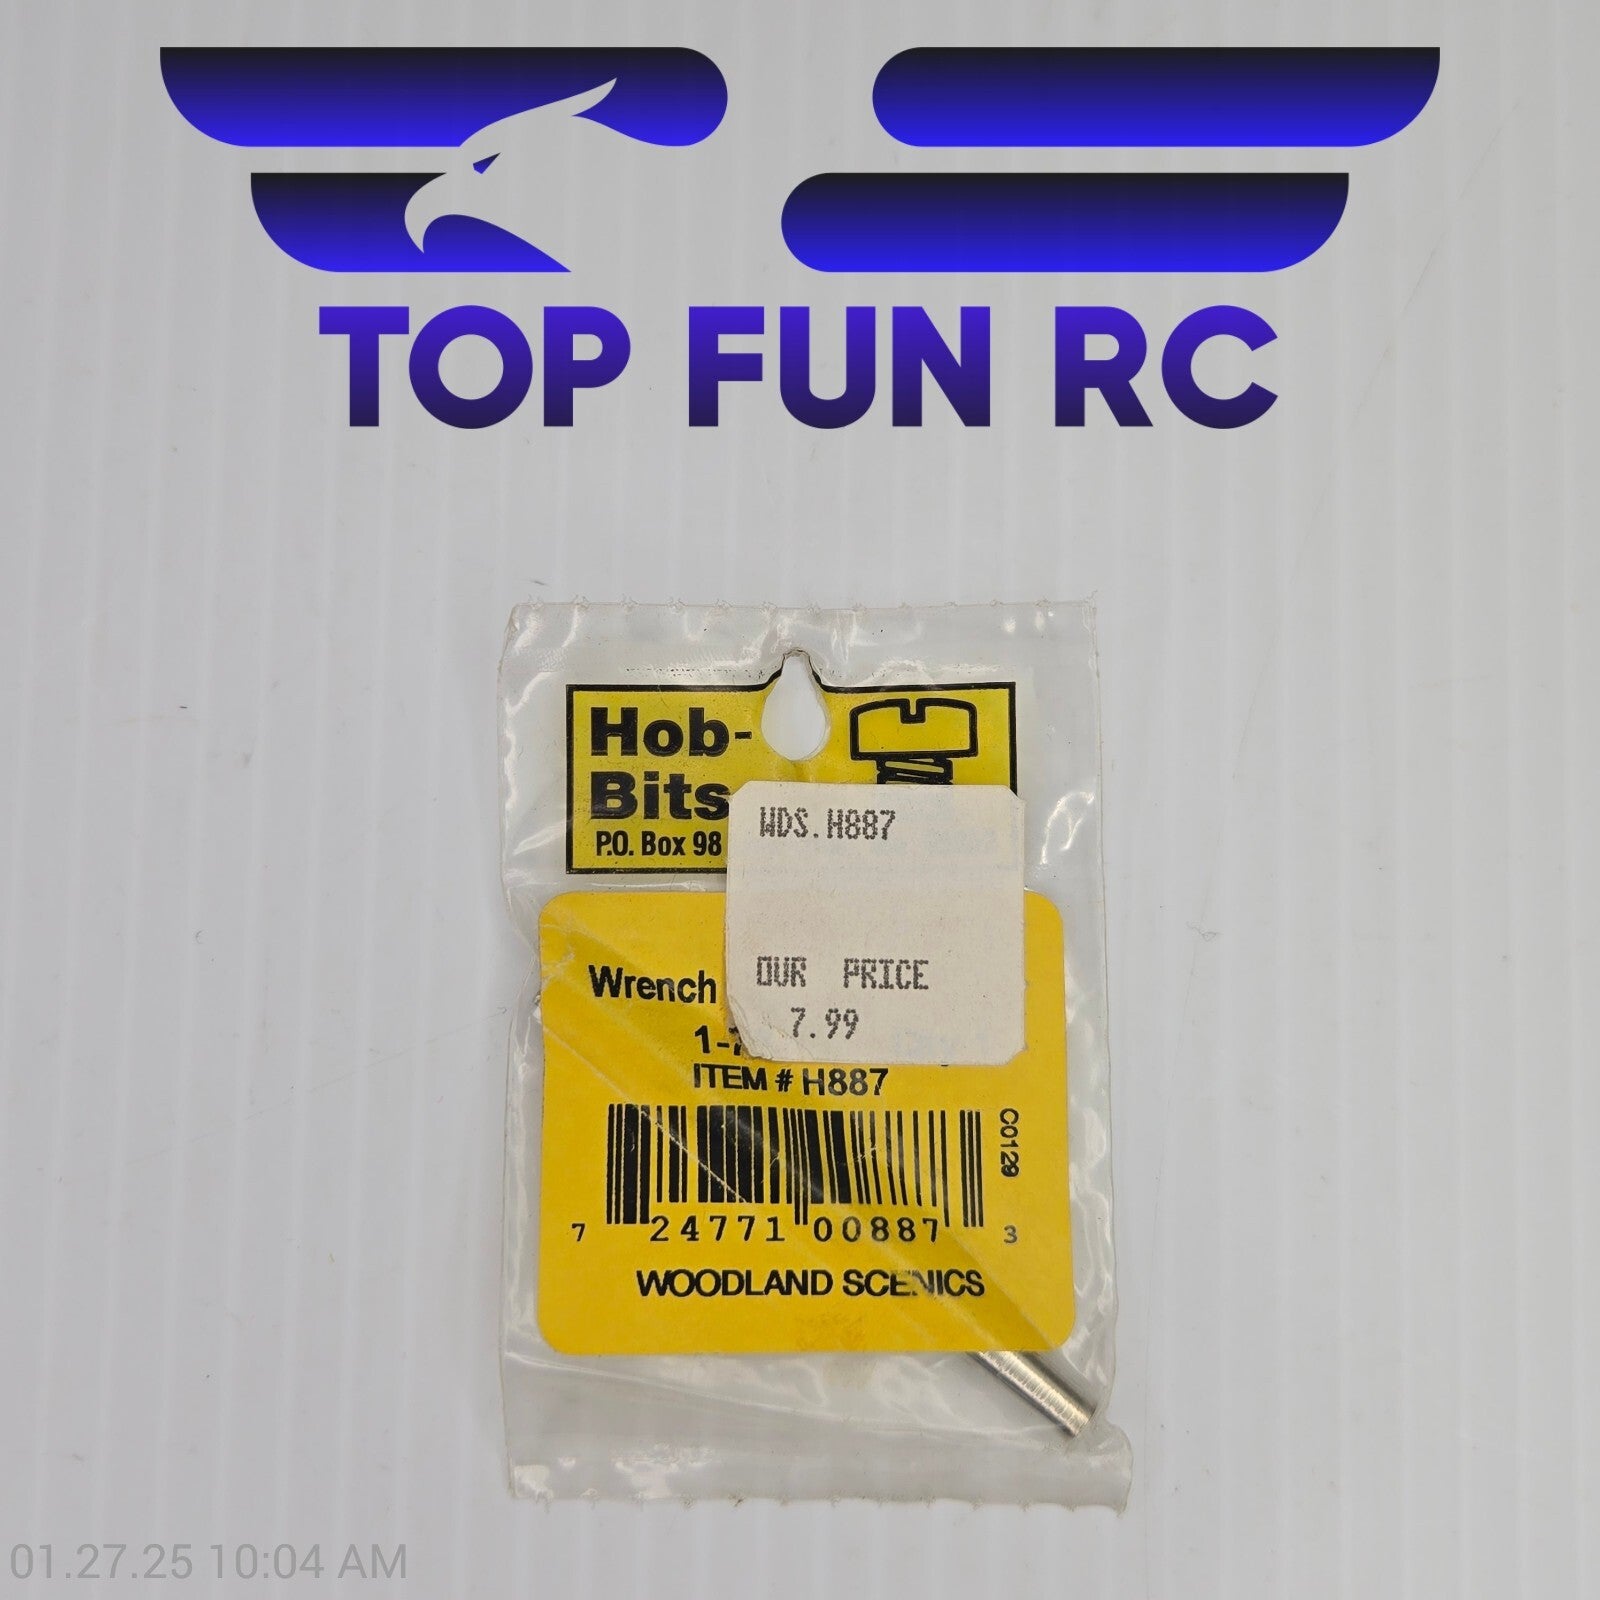 TOP FUN RC
Hob-
Bits
P.O. Box 98
WDS.H887
OUR PRICE
7.99
Wrench
ITEM # H887
C0129
7 24771 00887 3
WOODLAND SCENICS
01.27.25 10:04 AM